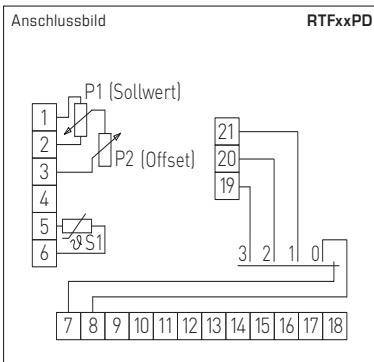 Anschlussbild RTFxxPD
P1 (Sollwert)
1
2
3
4
5
6
P2 (Offset)
ϑ S1
21
20
19
3 2 1 0
7 8 9 10 11 12 13 14 15 16 17 18